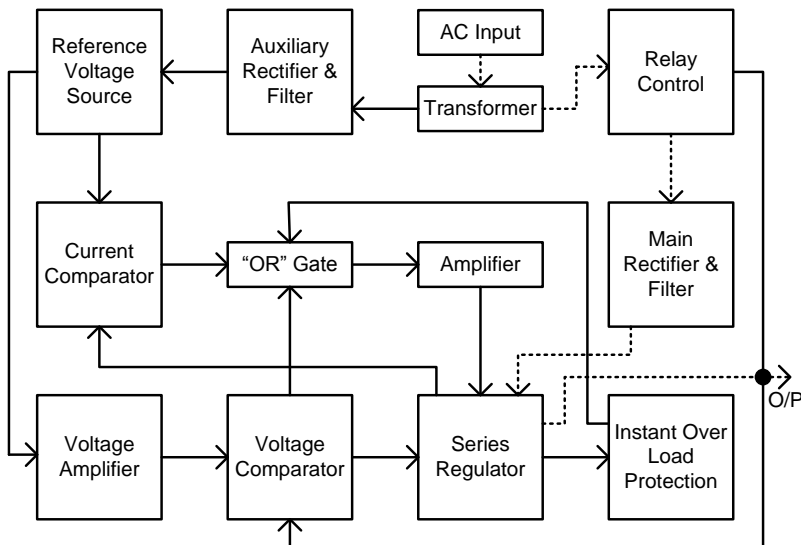 Reference
Voltage
Source
Auxiliary
Rectifier &
Filter
AC Input
Transformer
Relay
Control
Current
Comparator
“OR” Gate
Amplifier
Main
Rectifier &
Filter
O/P
Voltage
Amplifier
Voltage
Comparator
Series
Regulator
Instant Over
Load
Protection